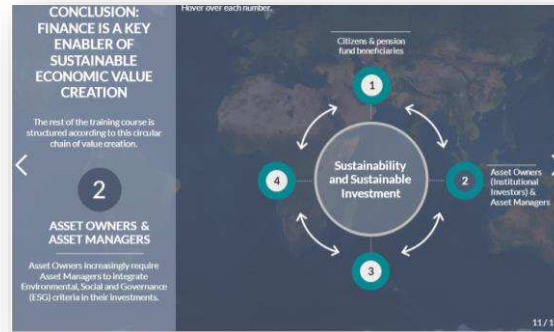 CONCLUSION:
FINANCE IS A KEY
ENABLER OF
SUSTAINABLE
ECONOMIC VALUE
CREATION
The rest of the training course is
structured according to this circular
chain of value creation.
2
ASSET OWNERS &
ASSET MANAGERS
Asset Owners increasingly require
Asset Managers to integrate
Environmental, Social and Governance
(ESG) criteria in their investments.
Hover over each number.
Citizens & pension
fund beneficiaries
1
Sustainability
and Sustainable
Investment
4
2
Asset Owners
(Institutional
Investors) &
Asset Managers
3